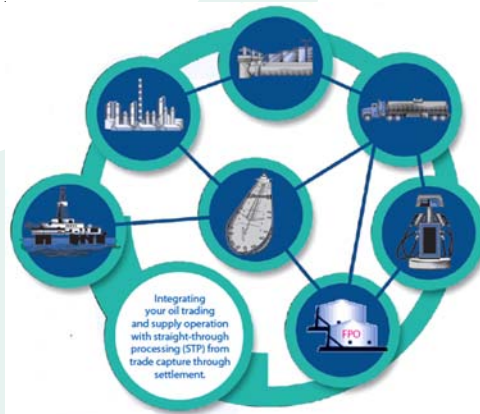 Integrating
your oil trading
and supply operation
with straight-through
processing (STP) from
trade capture through
settlement.
FPO